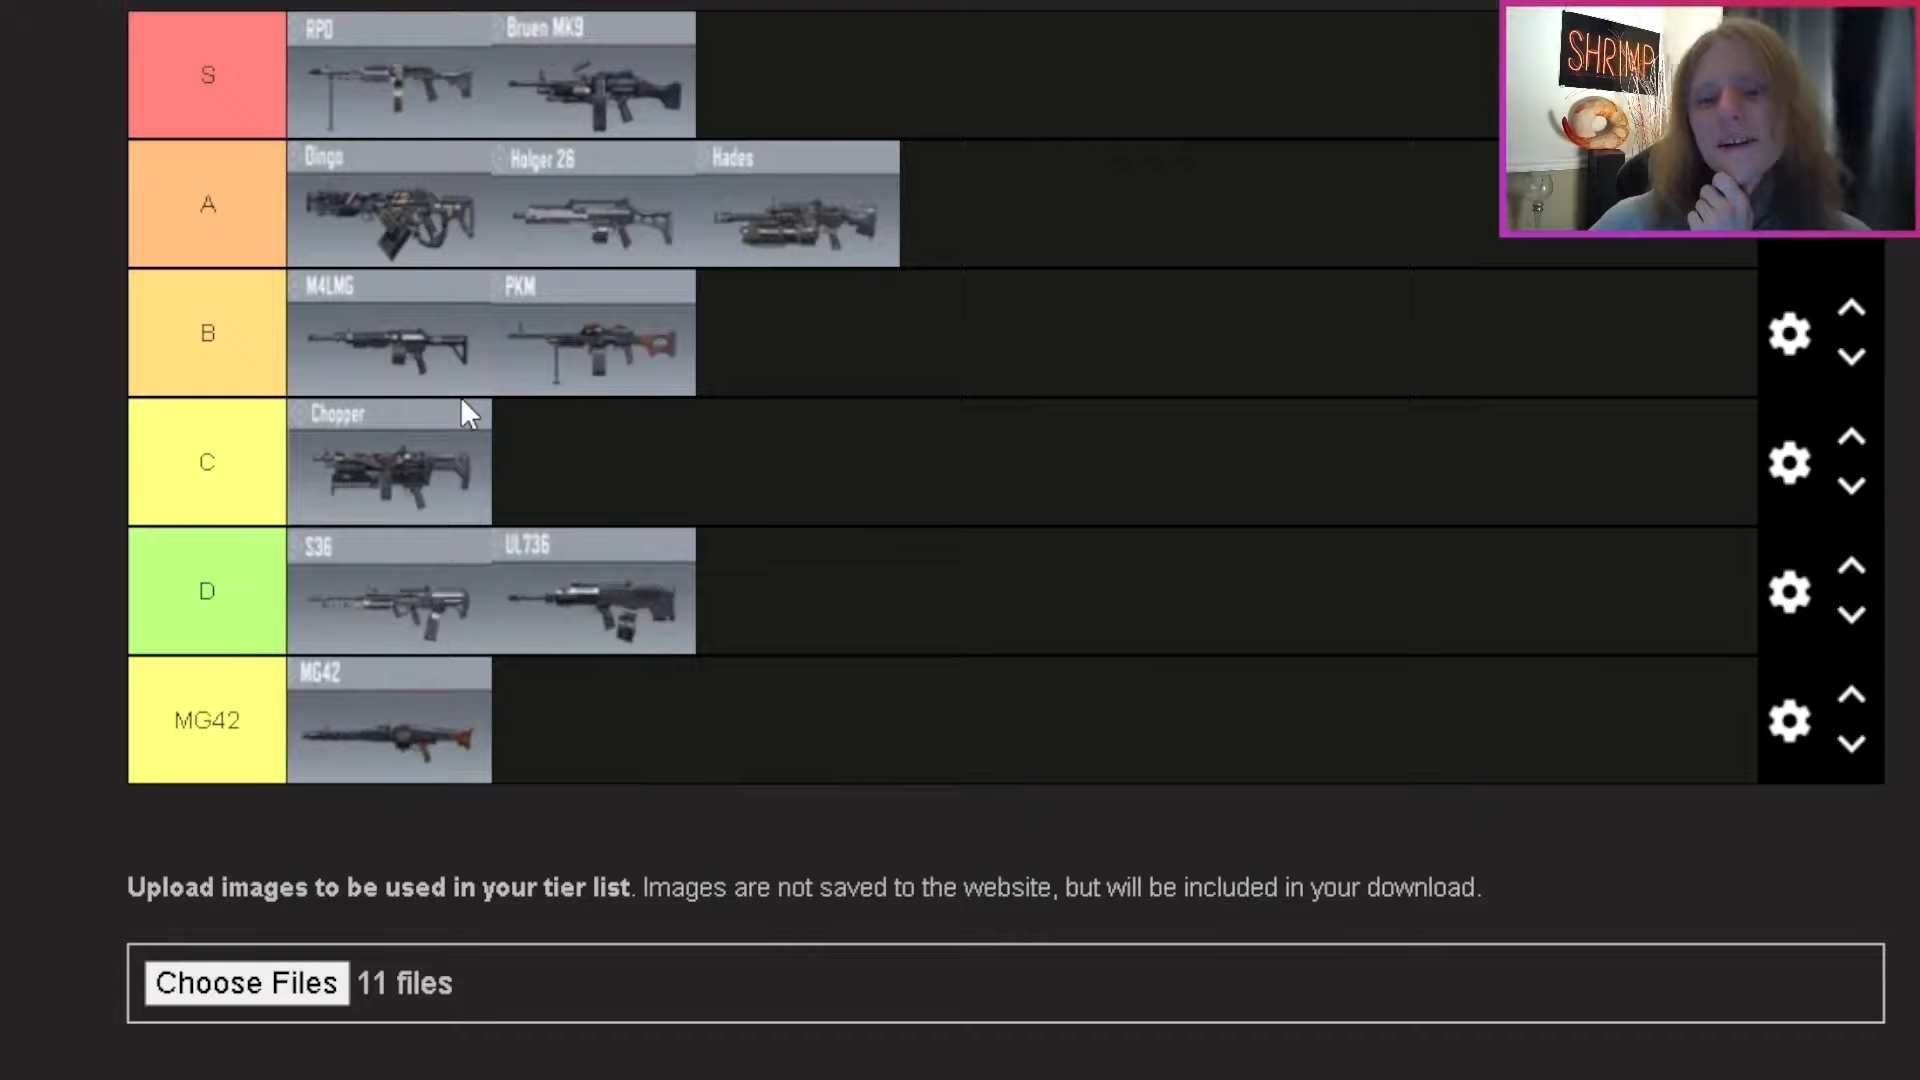 S
RPD
Bruen MK9
SHRIMP
A
Dingo
Holger 26
Hades
B
M4LMG
PKM
C
Chopper
D
S36
UL736
MG42
MG42
Upload images to be used in your tier list. Images are not saved to the website, but will be included in your download.
Choose Files 11 files